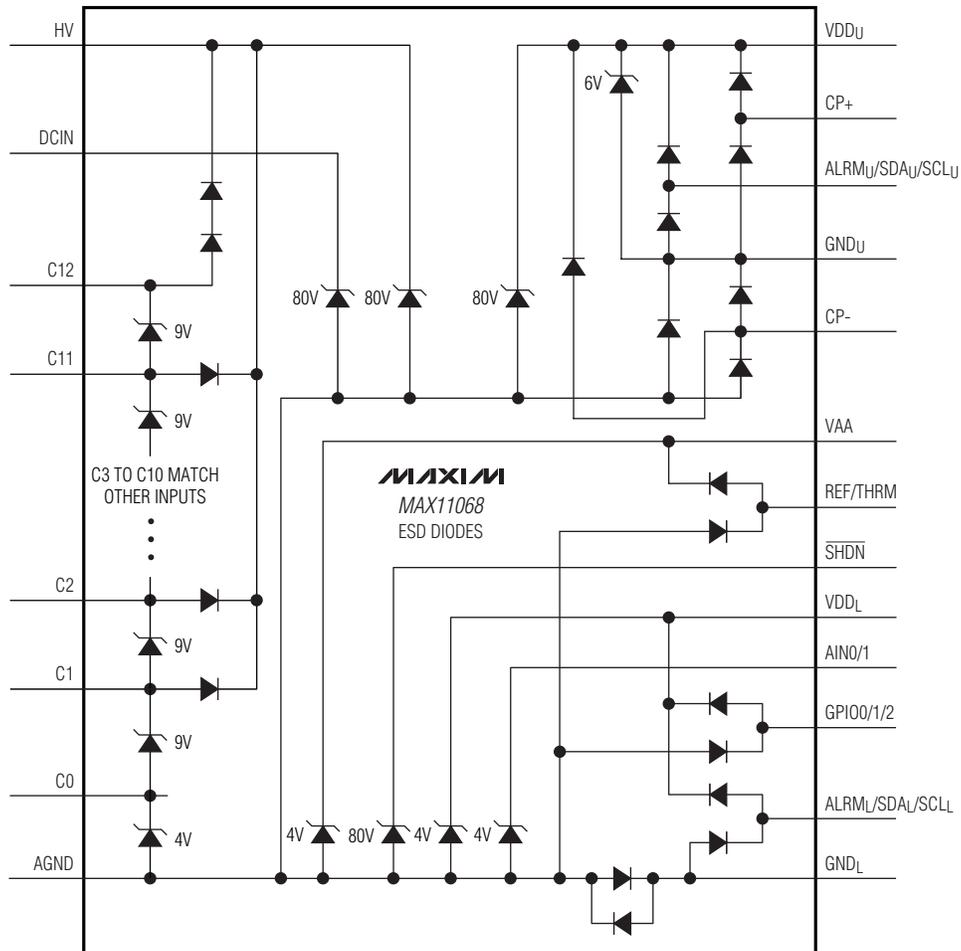 HV
VDDU
6V
CP+
DCIN
ALRMU/SDAU/SCLU
GNDU
C12
80V
80V
80V
CP-
9V
C11
9V
VAA
C3 TO C10 MATCH
OTHER INPUTS
MAXIM
MAX11068
ESD DIODES
REF/THRM
SHDN
C2
VDDL
9V
AIN0/1
C1
GPIO0/1/2
9V
C0
ALRML/SDAL/SCLL
4V
4V
80V
4V
4V
AGND
GNDL